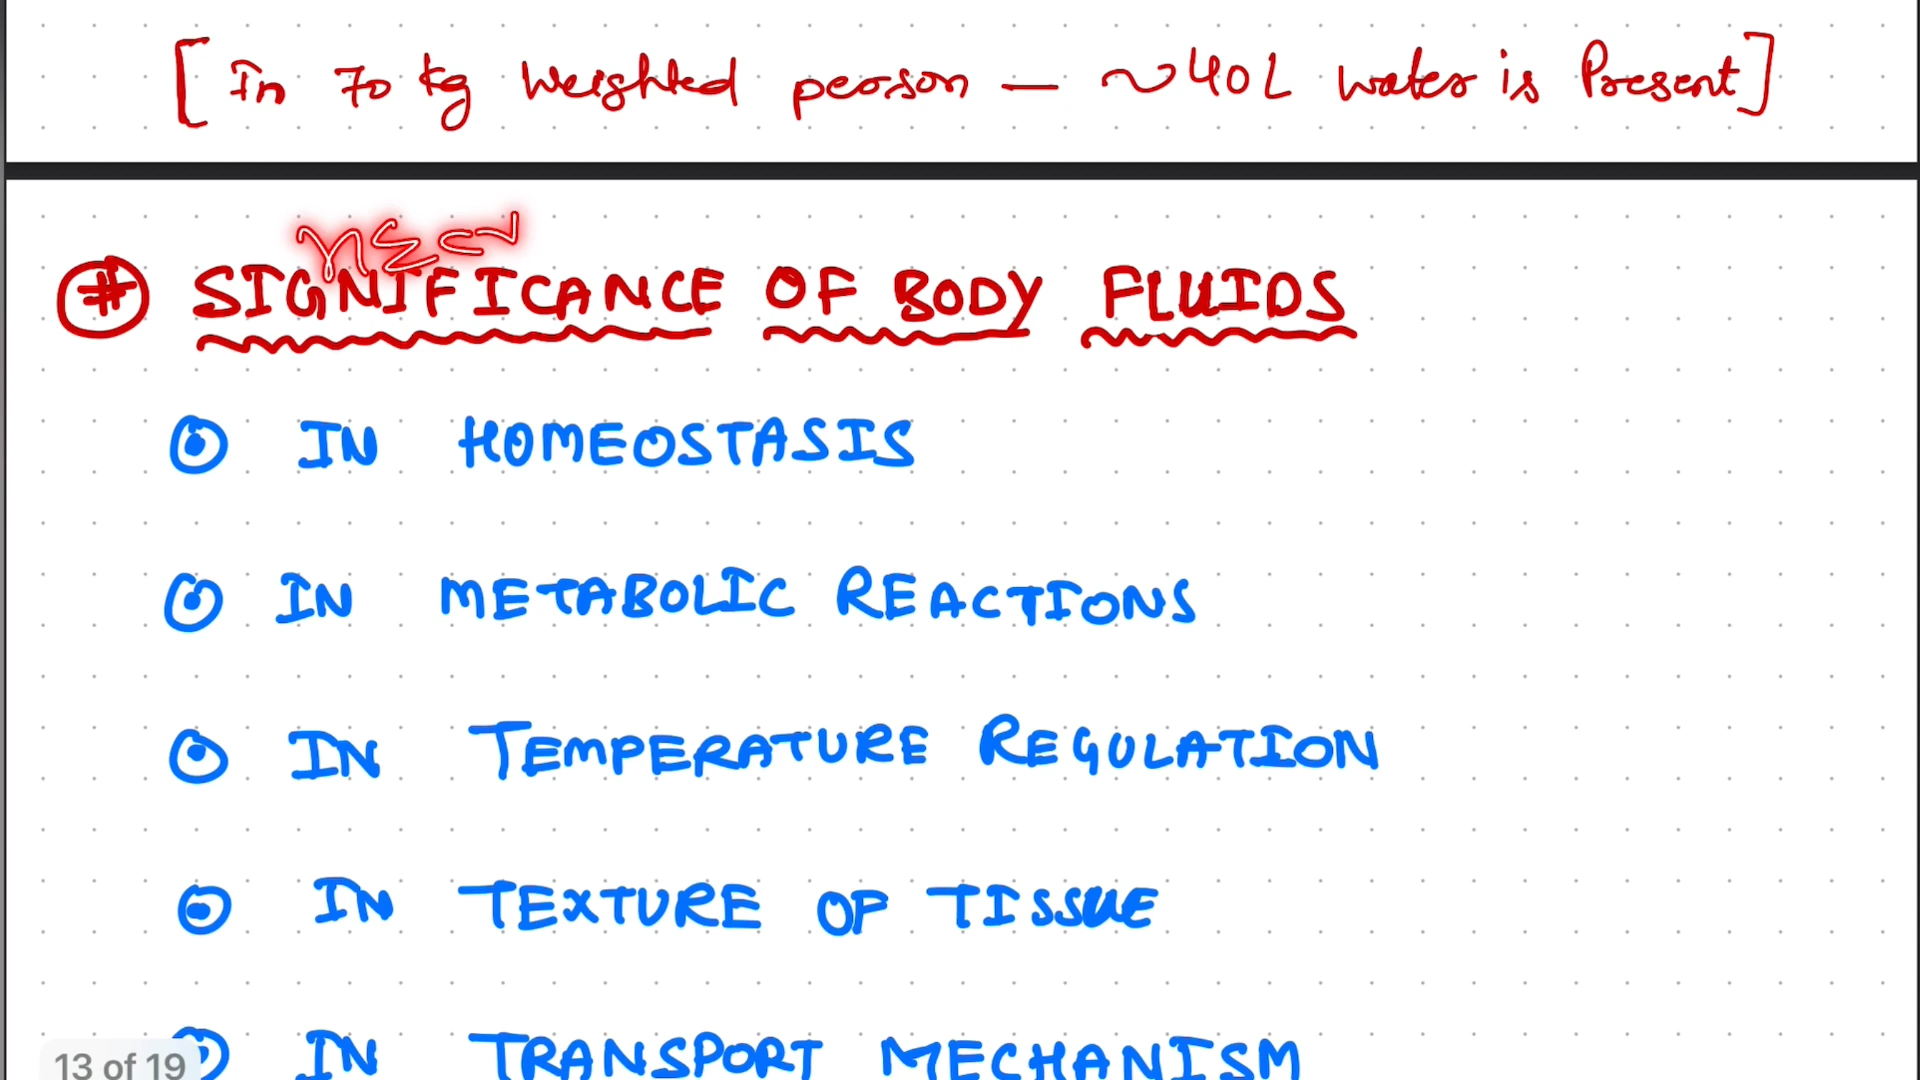 [In 70 kg weighted person — ~40L water is Present]
# SIGNIFICANCE OF BODY FLUIDS
IN HOMEOSTASIS
IN METABOLIC REACTIONS
IN TEMPERATURE REGULATION
IN TEXTURE OF TISSUE
IN TRANSPORT MECHANISM
13 of 19